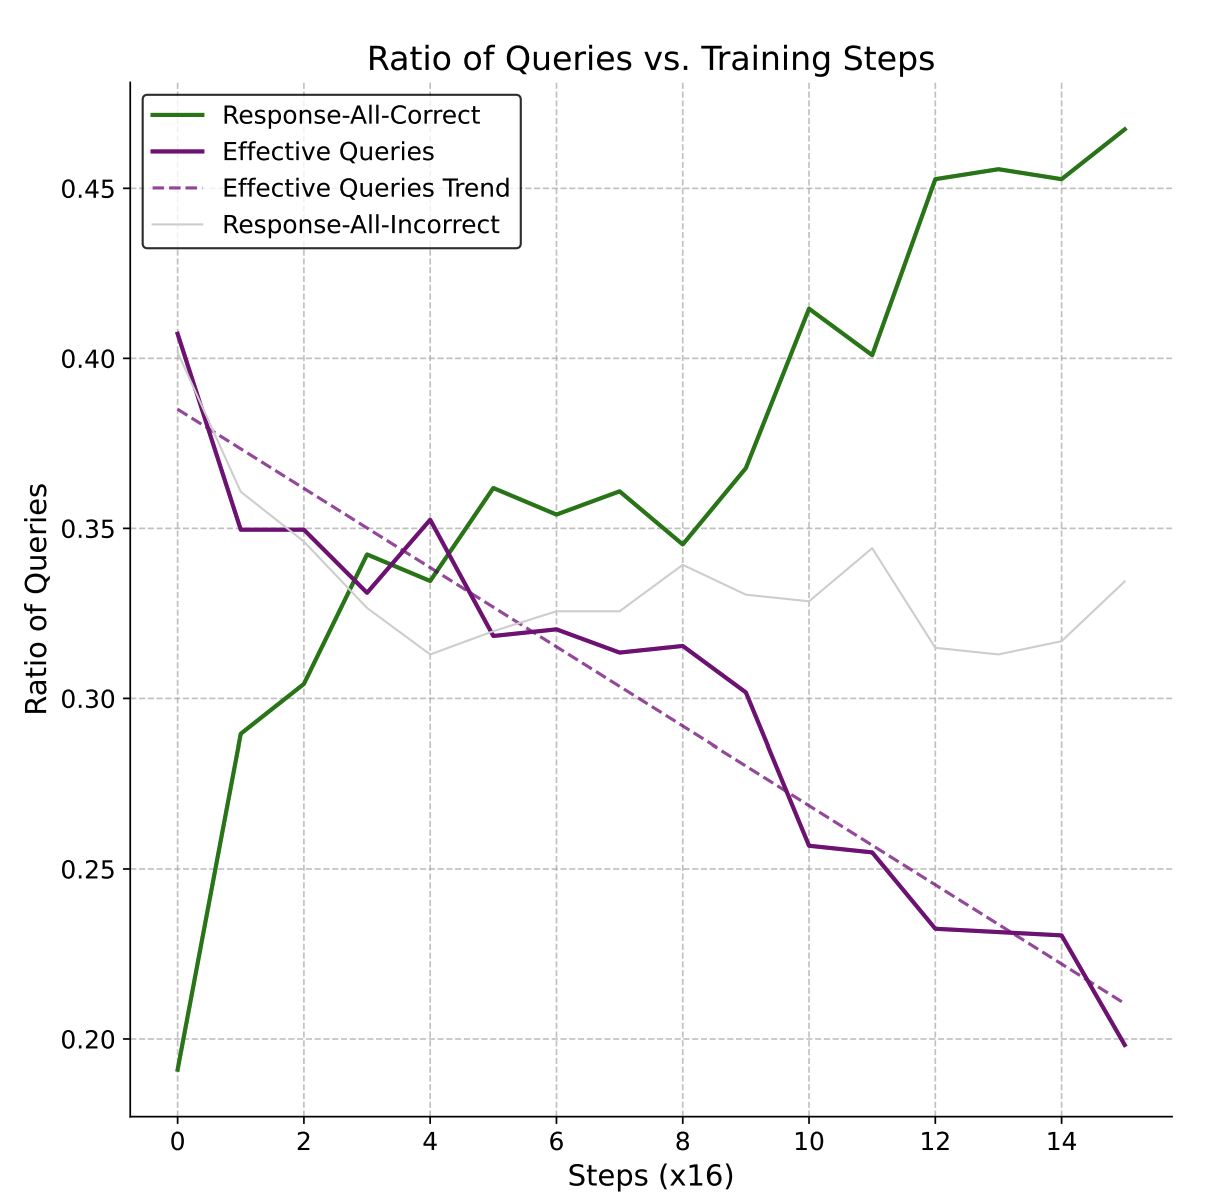 Ratio of Queries vs. Training Steps
Response-All-Correct
Effective Queries
Effective Queries Trend
Response-All-Incorrect
0.45
0.40
0.35
0.30
0.25
0.20
Ratio of Queries
0 2 4 6 8 10 12 14
Steps (x16)